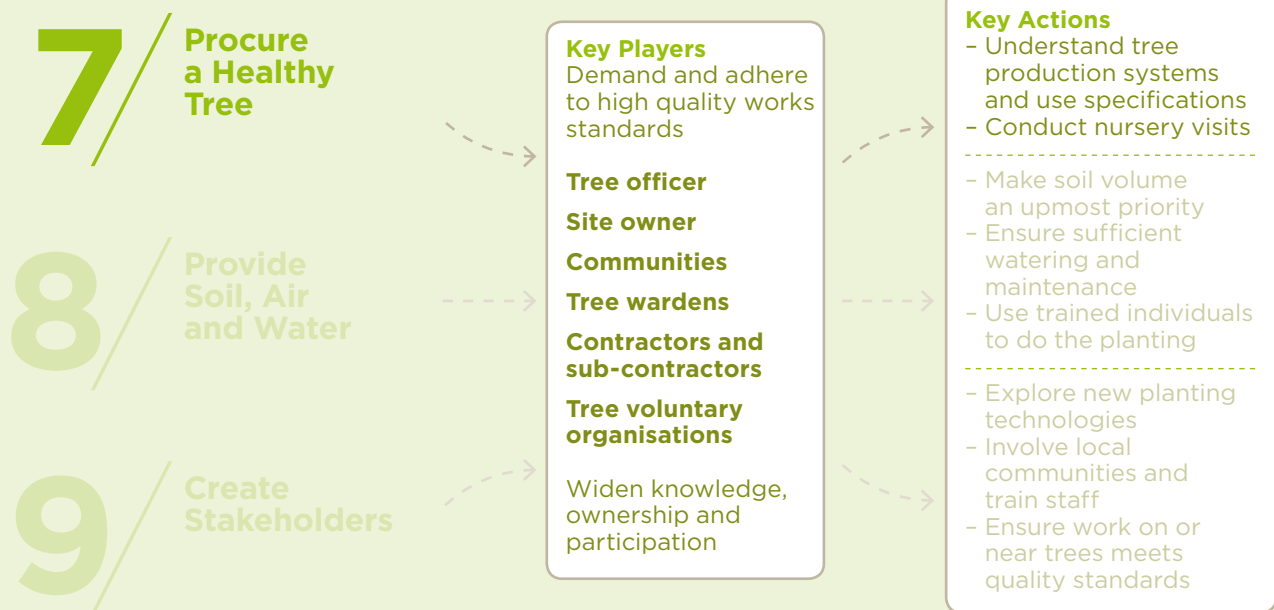 7
Procure
a Healthy
Tree
8
Provide
Soil, Air
and Water
9
Create
Stakeholders
Key Players
Demand and adhere
to high quality works
standards
Tree officer
Site owner
Communities
Tree wardens
Contractors and
sub-contractors
Tree voluntary
organisations
Widen knowledge,
ownership and
participation
Key Actions
– Understand tree
production systems
and use specifications
– Conduct nursery visits
– Make soil volume
an upmost priority
– Ensure sufficient
watering and
maintenance
– Use trained individuals
to do the planting
– Explore new planting
technologies
– Involve local
communities and
train staff
– Ensure work on or
near trees meets
quality standards